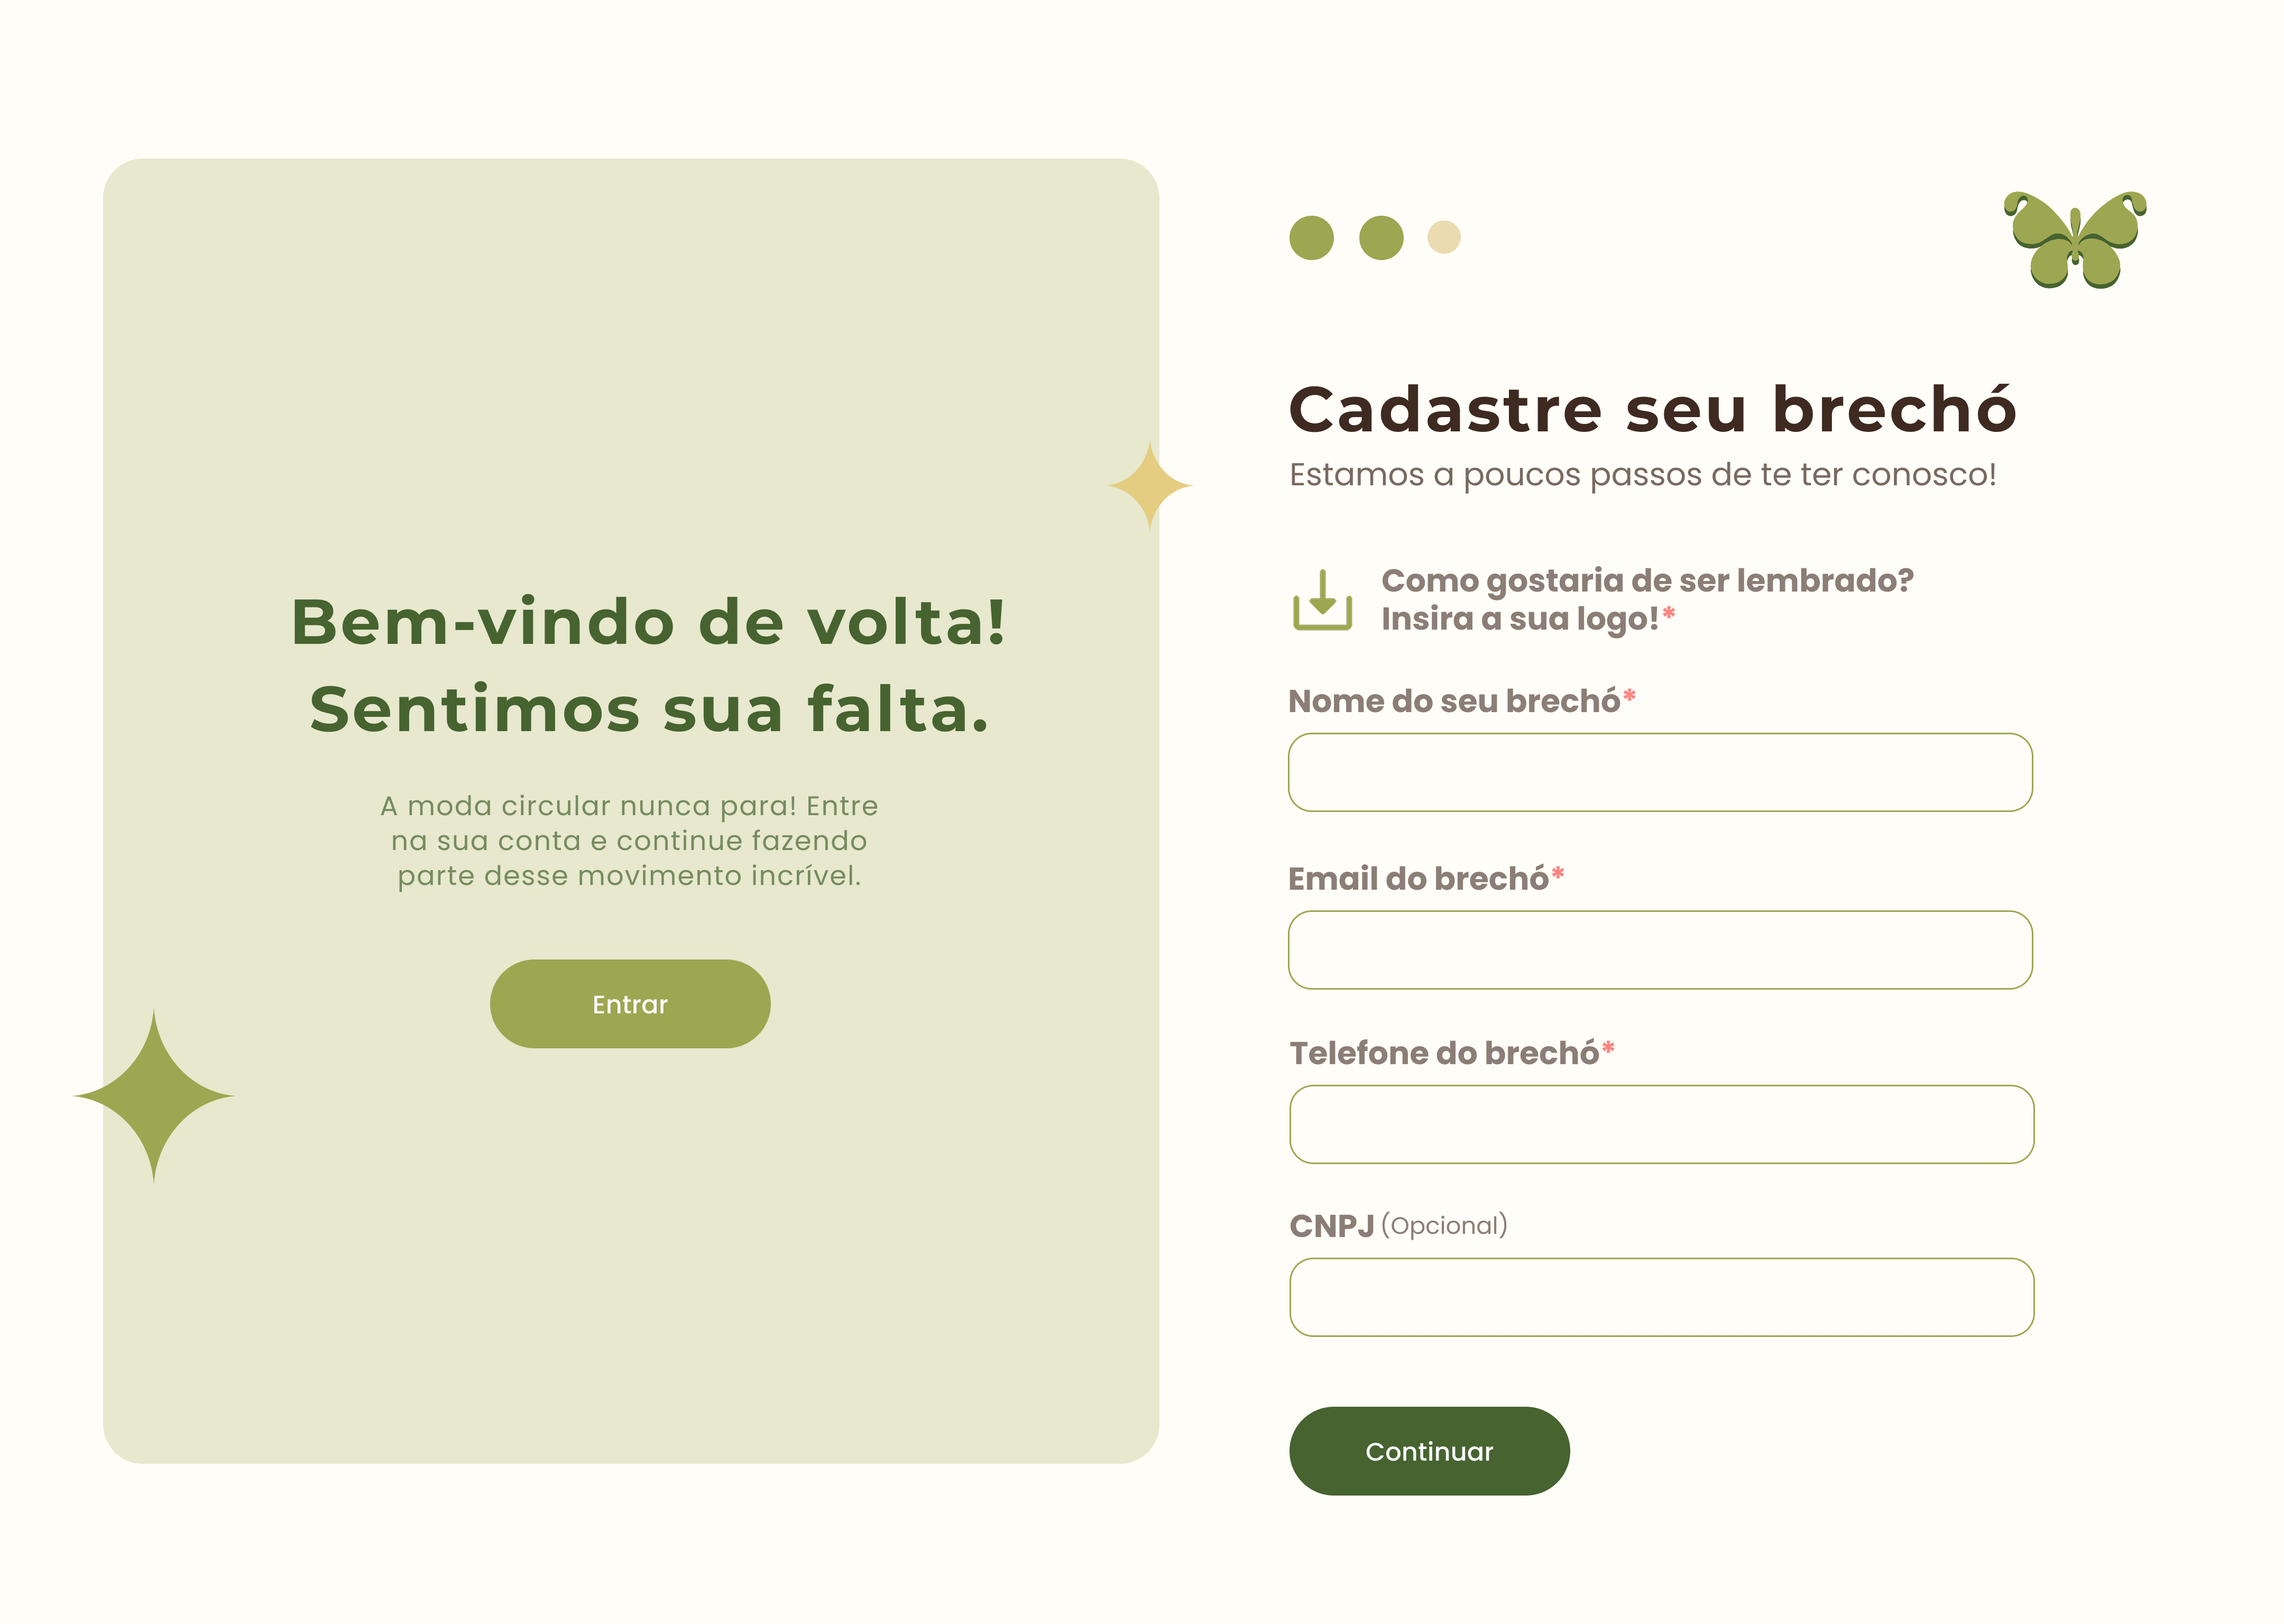 Bem-vindo de volta!
Sentimos sua falta.
A moda circular nunca para! Entre
na sua conta e continue fazendo
parte desse movimento incrível.
Entrar
Cadastre seu brechó
Estamos a poucos passos de te ter conosco!
Como gostaria de ser lembrado?
Insira a sua logo!*
Nome do seu brechó*
Email do brechó*
Telefone do brechó*
CNPJ (Opcional)
Continuar